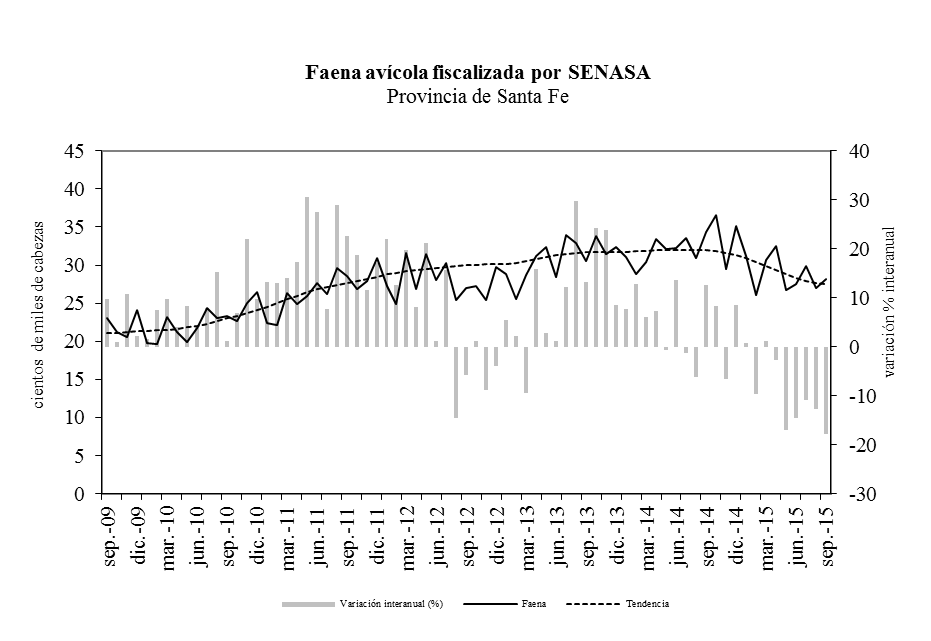 Faena avícola fiscalizada por SENASA
Provincia de Santa Fe
cientos de miles de cabezas
45
40
35
30
25
20
15
10
5
0
40
30
20
10
0
-10
-20
-30
variación % interanual
sep.-09
dic.-09
mar.-10
jun.-10
sep.-10
dic.-10
mar.-11
jun.-11
sep.-11
dic.-11
mar.-12
jun.-12
sep.-12
dic.-12
mar.-13
jun.-13
sep.-13
dic.-13
mar.-14
jun.-14
sep.-14
dic.-14
mar.-15
jun.-15
sep.-15
Variación interanual (%) Faena Tendencia